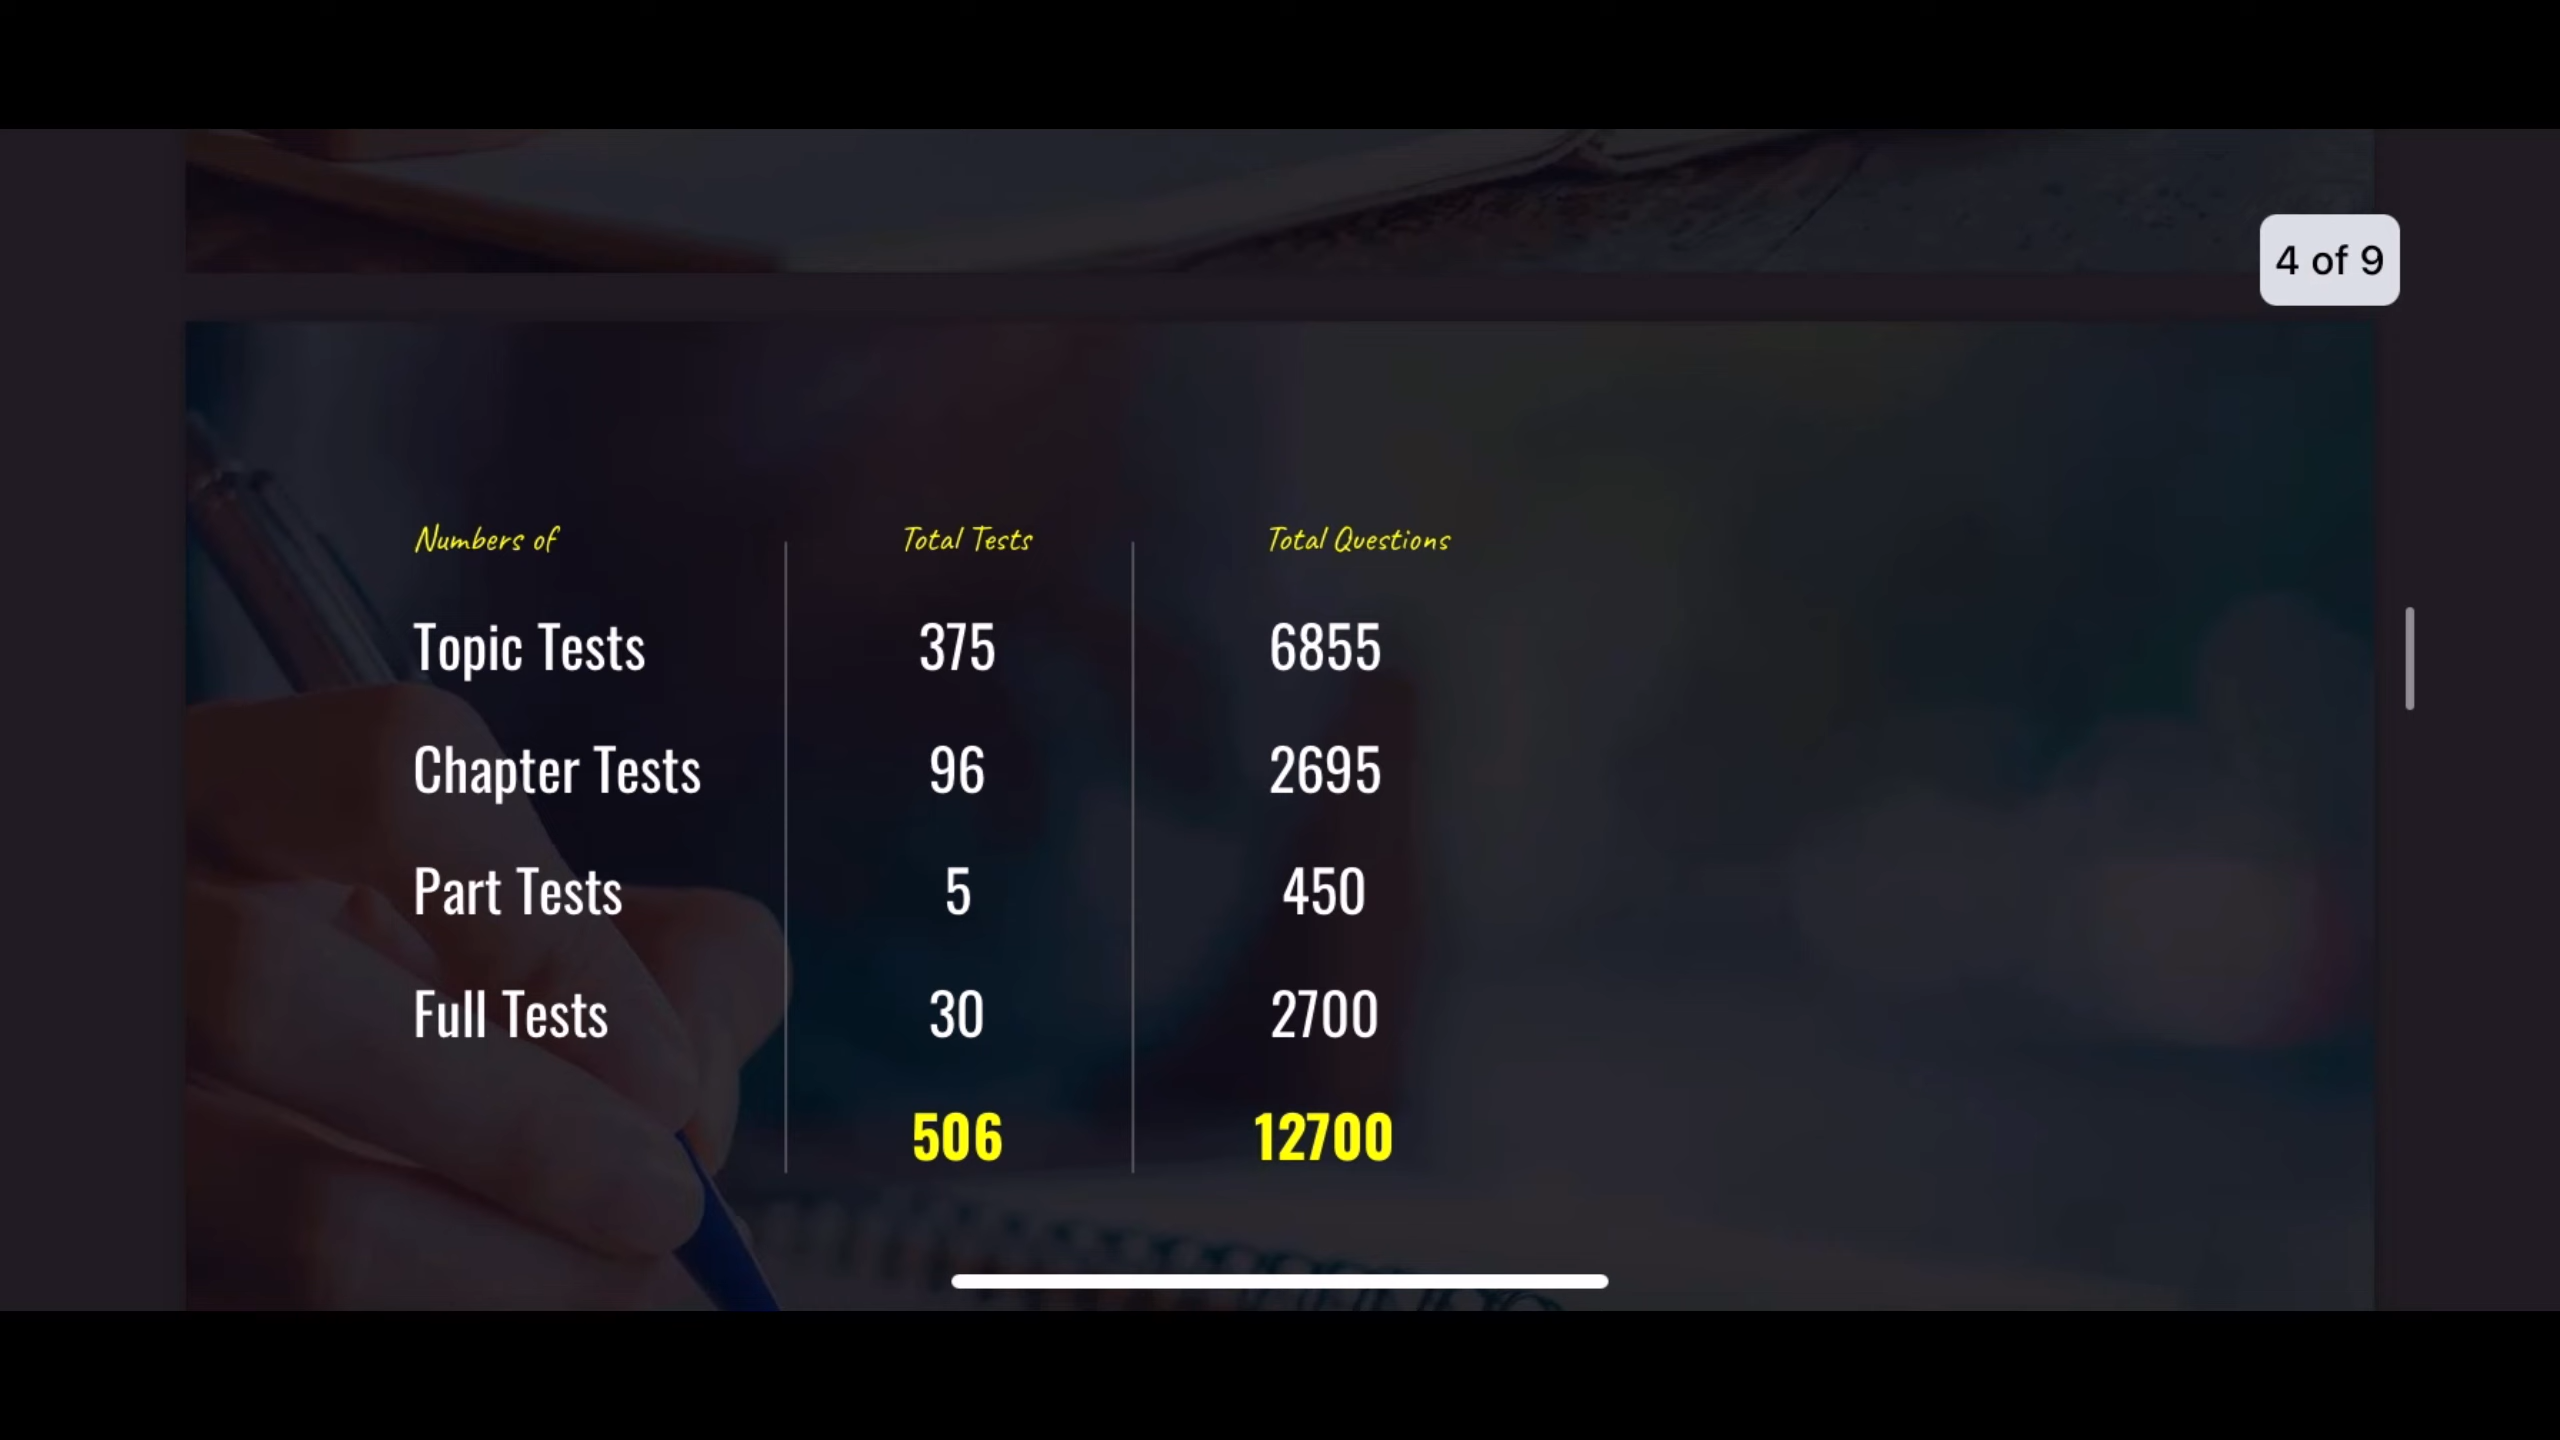 4 of 9
Numbers of Total Tests Total Questions
Topic Tests 375 6855
Chapter Tests 96 2695
Part Tests 5 450
Full Tests 30 2700
506 12700